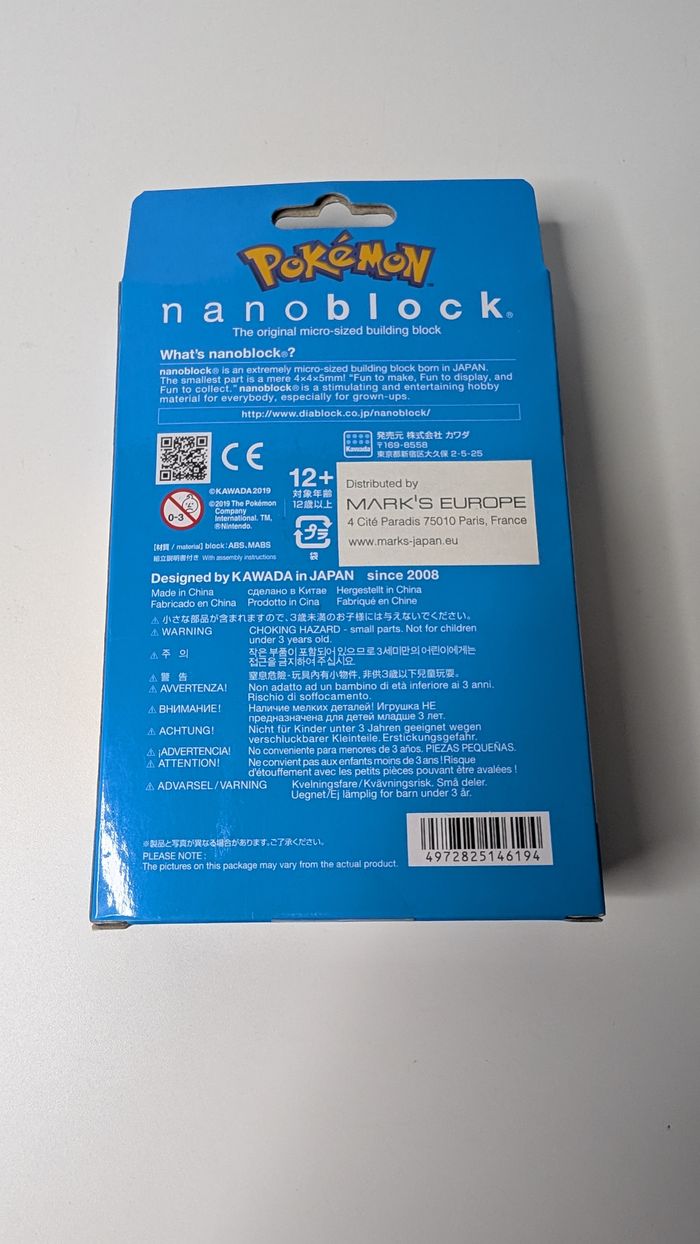 POKéMON
TM
nanoblock®
The original micro-sized building block
What's nanoblock®?
nanoblock® is an extremely micro-sized building block born in JAPAN.
The smallest part is a mere 4×4×5mm! "Fun to make, Fun to display, and
Fun to collect." nanoblock® is a stimulating and entertaining hobby
material for everybody, especially for grown-ups.
http://www.diablock.co.jp/nanoblock/
CE
Kawada
発売元 株式会社 カワダ
〒169-8558
東京都新宿区大久保 2-5-25
0-3
©KAWADA2019
©2019 The Pokémon
Company
International. TM,
®Nintendo.
12+
対象年齢
12歳以上
プラ
袋
Distributed by
MARK'S EUROPE
4 Cité Paradis 75010 Paris, France
www.marks-japan.eu
[材質 / material] block:ABS、MABS
組立説明書付き With assembly instructions
Designed by KAWADA in JAPAN since 2008
Made in China сделано в Китае Hergestellt in China
Fabricado en China Prodotto in Cina Fabriqué en Chine
⚠ 小さな部品が含まれますので、3歳未満のお子様には与えないでください。
⚠ WARNING CHOKING HAZARD - small parts. Not for children
under 3 years old.
⚠ 주 의 작은 부품이 포함되어 있으므로 3세미만의 어린이에게는
접근을 금지하여 주십시오.
⚠ 警 告 窒息危險-玩具內有小物件, 非供3歲以下兒童玩耍。
⚠ AVVERTENZA! Non adatto ad un bambino di età inferiore ai 3 anni.
Rischio di soffocamento.
⚠ ВНИМАНИЕ! Наличие мелких деталей! Игрушка НЕ
предназначена для детей младше 3 лет.
⚠ ACHTUNG! Nicht für Kinder unter 3 Jahren geeignet wegen
verschluckbarer Kleinteile. Erstickungsgefahr.
⚠ ¡ADVERTENCIA! No conveniente para menores de 3 años. PIEZAS PEQUEÑAS.
⚠ ATTENTION! Ne convient pas aux enfants moins de 3 ans ! Risque
d'étouffement avec les petits pièces pouvant être avalées !
⚠ ADVARSEL / VARNING Kvelningsfare/Kvävningsrisk. Små deler.
Uegnet/Ej lämplig for barn under 3 år.
※製品と写真が異なる場合があります。ご了承ください。
PLEASE NOTE :
The pictures on this package may vary from the actual product.
4972825146194